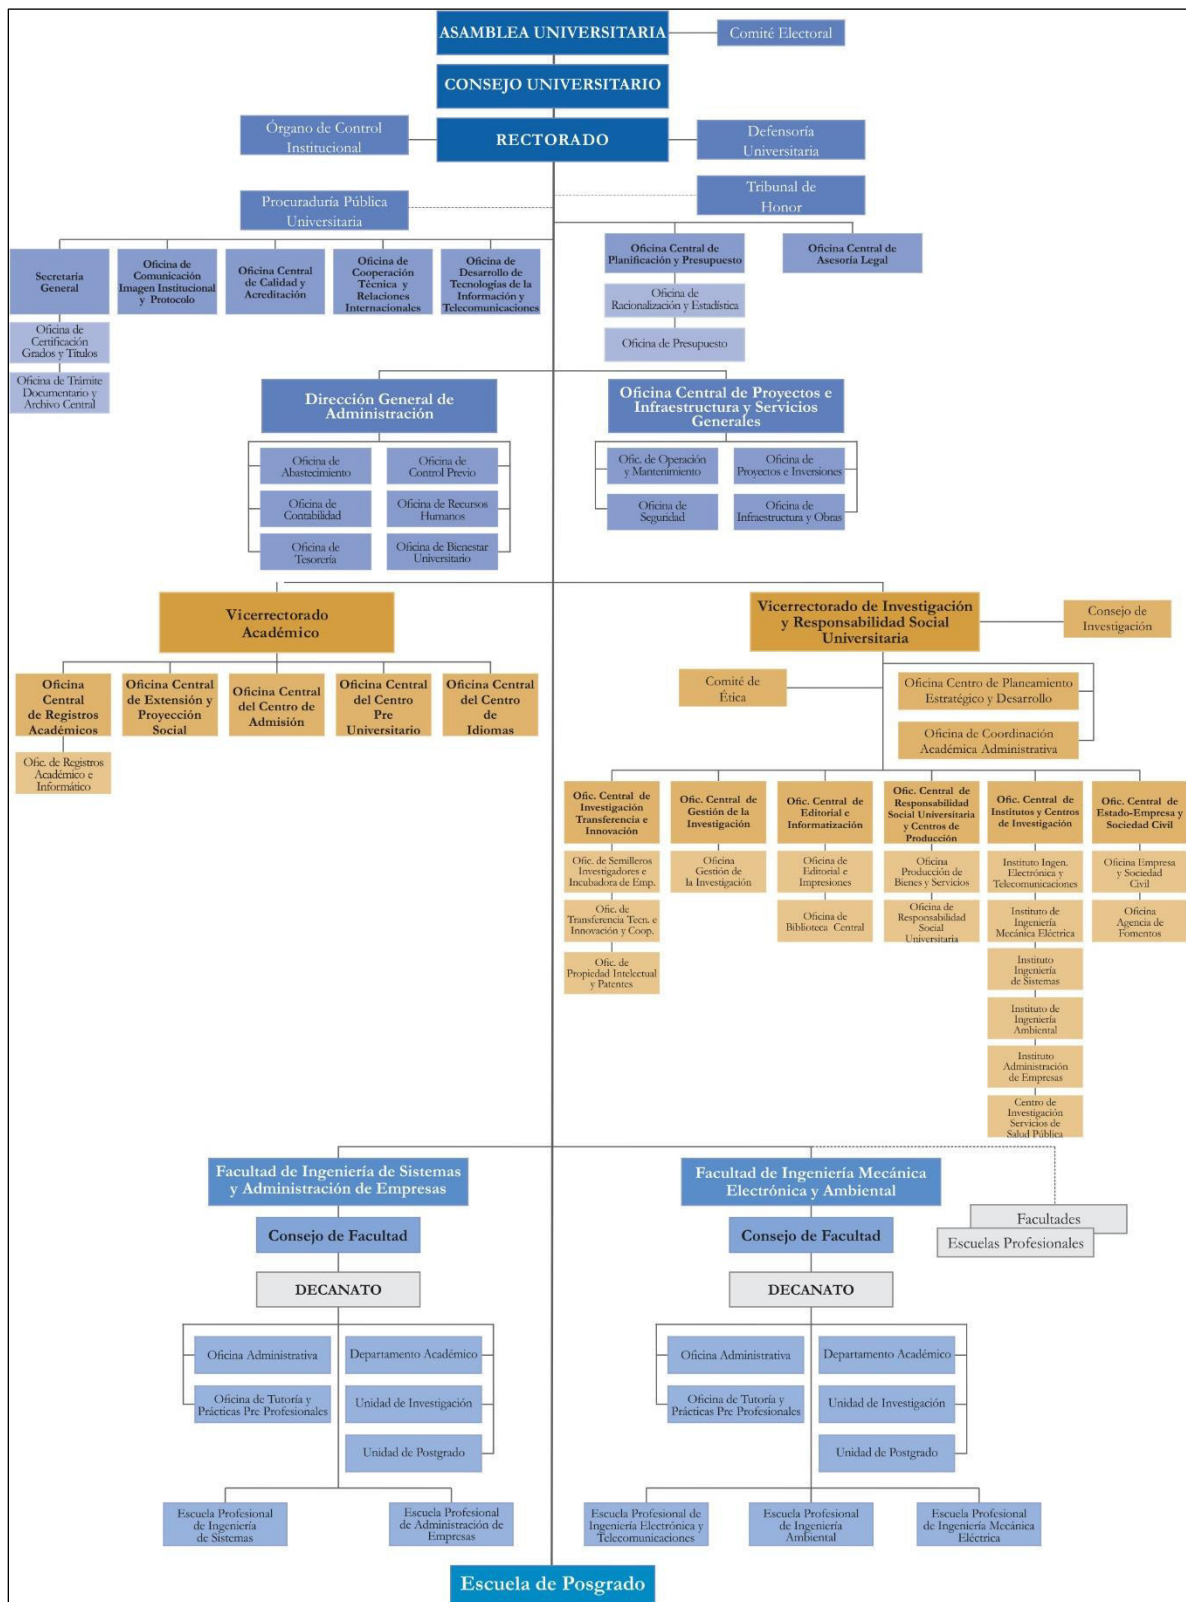 ASAMBLEA UNIVERSITARIA
Comité Electoral
CONSEJO UNIVERSITARIO
Órgano de Control
Institucional
RECTORADO
Defensoría
Universitaria
Procuraduría Pública
Universitaria
Tribunal de
Honor
Secretaría
General
Oficina de
Comunicación
Imagen Institucional
y Protocolo
Oficina Central
de Calidad y
Acreditación
Oficina de
Cooperación
Técnica y
Relaciones
Internacionales
Oficina de
Desarrollo de
Tecnologías de la
Información y
Telecomunicaciones
Oficina Central de
Planificación y Presupuesto
Oficina Central de
Asesoría Legal
Oficina de
Certificación
Grados y Títulos
Oficina de Trámite
Documentario y
Archivo Central
Oficina de
Racionalización y Estadística
Oficina de Presupuesto
Dirección General de
Administración
Oficina Central de Proyectos e
Infraestructura y Servicios
Generales
Oficina de
Abastecimiento
Oficina de
Control Previo
Oficina de
Contabilidad
Oficina de Recursos
Humanos
Oficina de
Tesorería
Oficina de Bienestar
Universitario
Ofic. de Operación
y Mantenimiento
Oficina de
Proyectos e Inversiones
Oficina de
Seguridad
Oficina de
Infraestructura y Obras
Vicerrectorado
Académico
Vicerrectorado de Investigación
y Responsabilidad Social
Universitaria
Consejo de
Investigación
Oficina
Central
de Registros
Académicos
Oficina Central
de Extensión y
Proyección
Social
Oficina Central
del Centro de
Admisión
Oficina Central
del Centro
Pre
Universitario
Oficina Central
del Centro
de
Idiomas
Ofic. de Registros
Académico e
Informático
Comité de
Ética
Oficina Centro de Planeamiento
Estratégico y Desarrollo
Oficina de Coordinación
Académica Administrativa
Ofic. Central de
Investigación
Transferencia e
Innovación
Ofic. Central de
Gestión de la
Investigación
Ofic. Central de
Editorial e
Informatización
Ofic. Central de
Responsabilidad
Social Universitaria
y Centros de
Producción
Ofic. Central de
Institutos y Centros
de Investigación
Ofic. Central de
Estado-Empresa y
Sociedad Civil
Ofic. de Semilleros
Investigadores e
Incubadora de Emp.
Oficina
Gestión de
la Investigación
Oficina de
Editorial e
Impresiones
Oficina
Producción de
Bienes y Servicios
Instituto Ingen.
Electrónica y
Telecomunicaciones
Oficina Empresa
y Sociedad
Civil
Ofic. de
Transferencia Tecn. e
Innovación y Coop.
Oficina de
Biblioteca Central
Oficina de
Responsabilidad
Social
Universitaria
Instituto de
Ingeniería
Mecánica Eléctrica
Oficina
Agencia de
Fomentos
Ofic. de
Propiedad Intelectual
y Patentes
Instituto
Ingeniería
de Sistemas
Instituto de
Ingeniería
Ambiental
Instituto
Administración
de Empresas
Centro de
Investigación
Servicios de
Salud Pública
Facultad de Ingeniería de Sistemas
y Administración de Empresas
Facultad de Ingeniería Mecánica
Electrónica y Ambiental
Facultades
Escuelas Profesionales
Consejo de Facultad
Consejo de Facultad
DECANATO
DECANATO
Oficina Administrativa
Departamento Académico
Oficina de Tutoría y
Prácticas Pre Profesionales
Unidad de Investigación
Unidad de Postgrado
Oficina Administrativa
Departamento Académico
Oficina de Tutoría y
Prácticas Pre Profesionales
Unidad de Investigación
Unidad de Postgrado
Escuela Profesional
de Ingeniería
de Sistemas
Escuela Profesional
de Administración de
Empresas
Escuela Profesional de
Ingeniería Electrónica y
Telecomunicaciones
Escuela Profesional
de Ingeniería
Ambiental
Escuela Profesional
de Ingeniería Mecánica
Eléctrica
Escuela de Posgrado